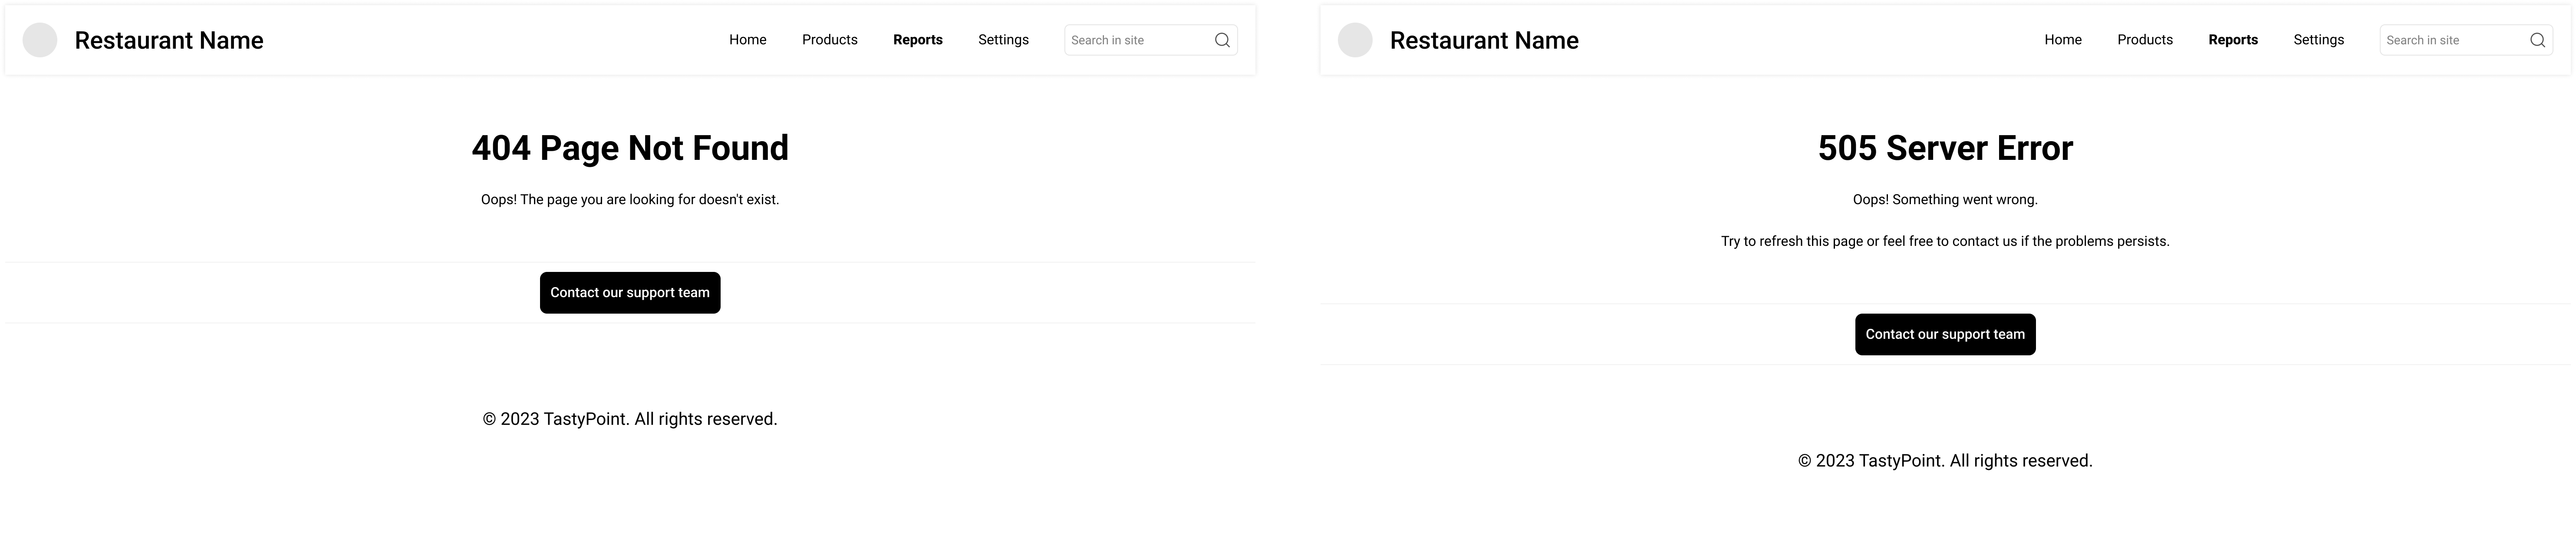 Restaurant Name
Home Products Reports Settings Search in site
404 Page Not Found
Oops! The page you are looking for doesn't exist.
Contact our support team
© 2023 TastyPoint. All rights reserved.
Restaurant Name
Home Products Reports Settings Search in site
505 Server Error
Oops! Something went wrong.
Try to refresh this page or feel free to contact us if the problems persists.
Contact our support team
© 2023 TastyPoint. All rights reserved.